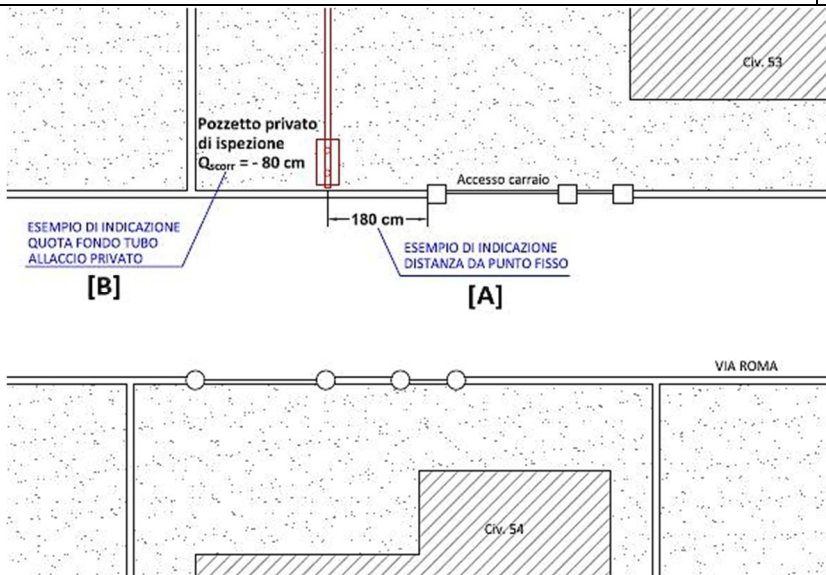 Civ. 53
Pozzetto privato
di ispezione
Qscorr = - 80 cm
Accesso carraio
180 cm
ESEMPIO DI INDICAZIONE
QUOTA FONDO TUBO
ALLACCIO PRIVATO
[B]
ESEMPIO DI INDICAZIONE
DISTANZA DA PUNTO FISSO
[A]
VIA ROMA
Civ. 54